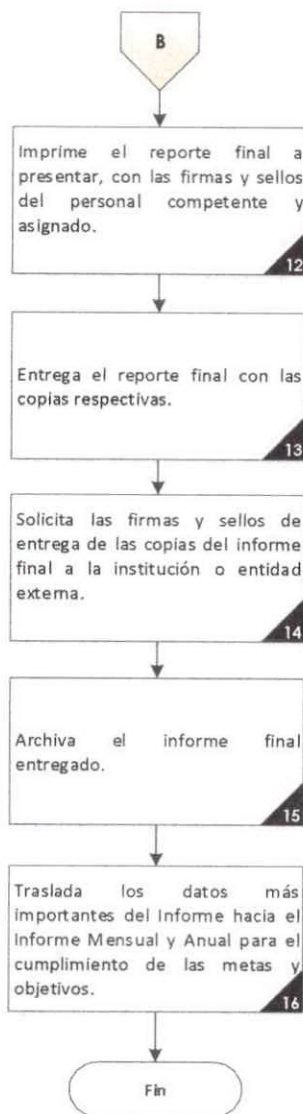 B
Imprime el reporte final a
presentar, con las firmas y sellos
del personal competente y
asignado.
12
Entrega el reporte final con las
copias respectivas.
13
Solicita las firmas y sellos de
entrega de las copias del informe
final a la institución o entidad
externa.
14
Archiva el informe final
entregado.
15
Traslada los datos más
importantes del Informe hacia el
Informe Mensual y Anual para el
cumplimiento de las metas y
objetivos.
16
Fin